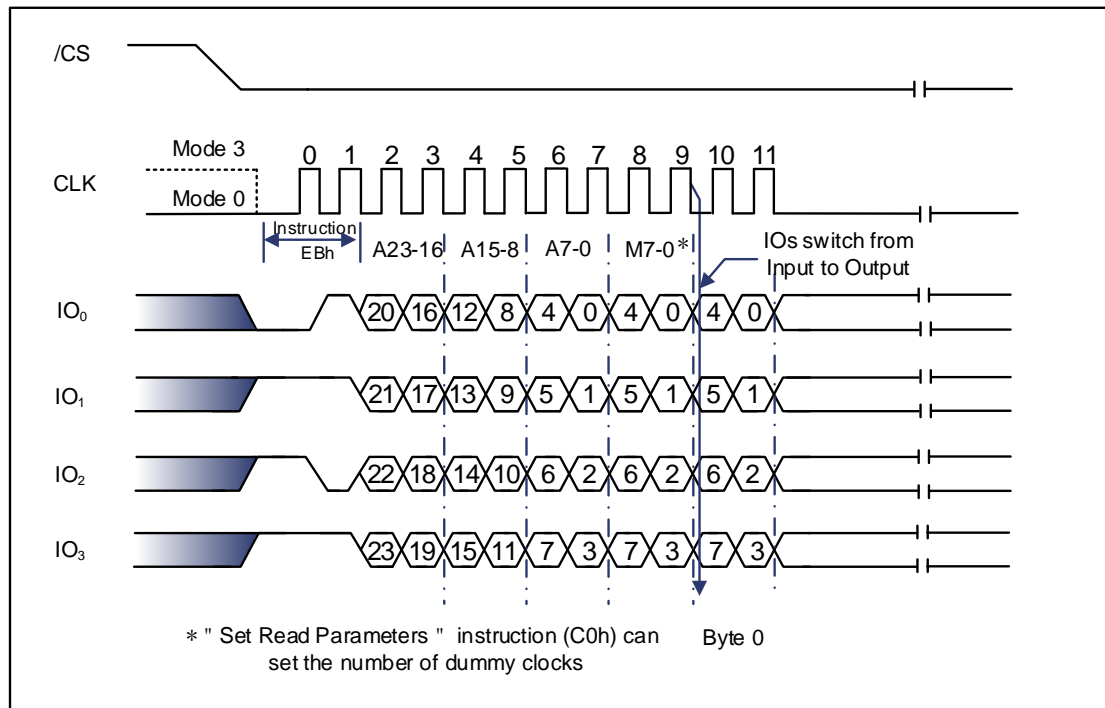 /CS
Mode 3
CLK
Mode 0
0 1 2 3 4 5 6 7 8 9 10 11
Instruction
EBh
A23-16 A15-8 A7-0 M7-0*
IOs switch from
Input to Output
IO₀ 20 16 12 8 4 0 4 0 4 0
IO₁ 21 17 13 9 5 1 5 1 5 1
IO₂ 22 18 14 10 6 2 6 2 6 2
IO₃ 23 19 15 11 7 3 7 3 7 3
* " Set Read Parameters " instruction (C0h) can
set the number of dummy clocks
Byte 0